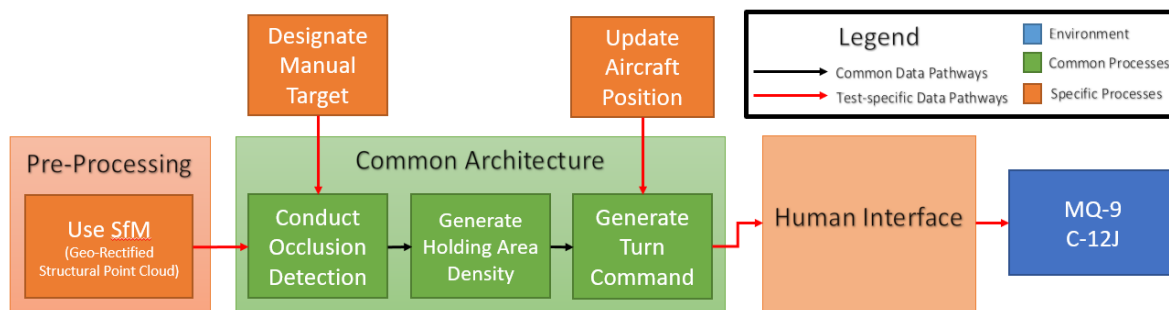 Designate
Manual
Target
Update
Aircraft
Position
Legend
Common Data Pathways
Test-specific Data Pathways
Environment
Common Processes
Specific Processes
Pre-Processing
Use SfM
(Geo-Rectified
Structural Point Cloud)
Common Architecture
Conduct
Occlusion
Detection
Generate
Holding Area
Density
Generate
Turn
Command
Human Interface
MQ-9
C-12J